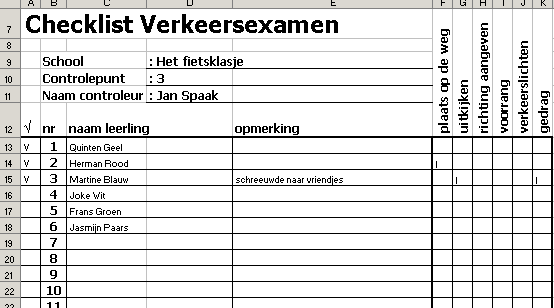 A B C D E F G H I J K
7 Checklist Verkeersexamen
8
9 School : Het fietsklasje
10 Controlepunt : 3
11 Naam controleur : Jan Spaak
12 √ nr naam leerling opmerking plaats op de weg uitkijken richting aangeven voorrang verkeerslichten gedrag
13 V 1 Quinten Geel
14 V 2 Herman Rood I
15 V 3 Martine Blauw schreeuwde naar vriendjes I I
16 4 Joke Wit
17 5 Frans Groen
18 6 Jasmijn Paars
19 7
20 8
21 9
22 10
23 11